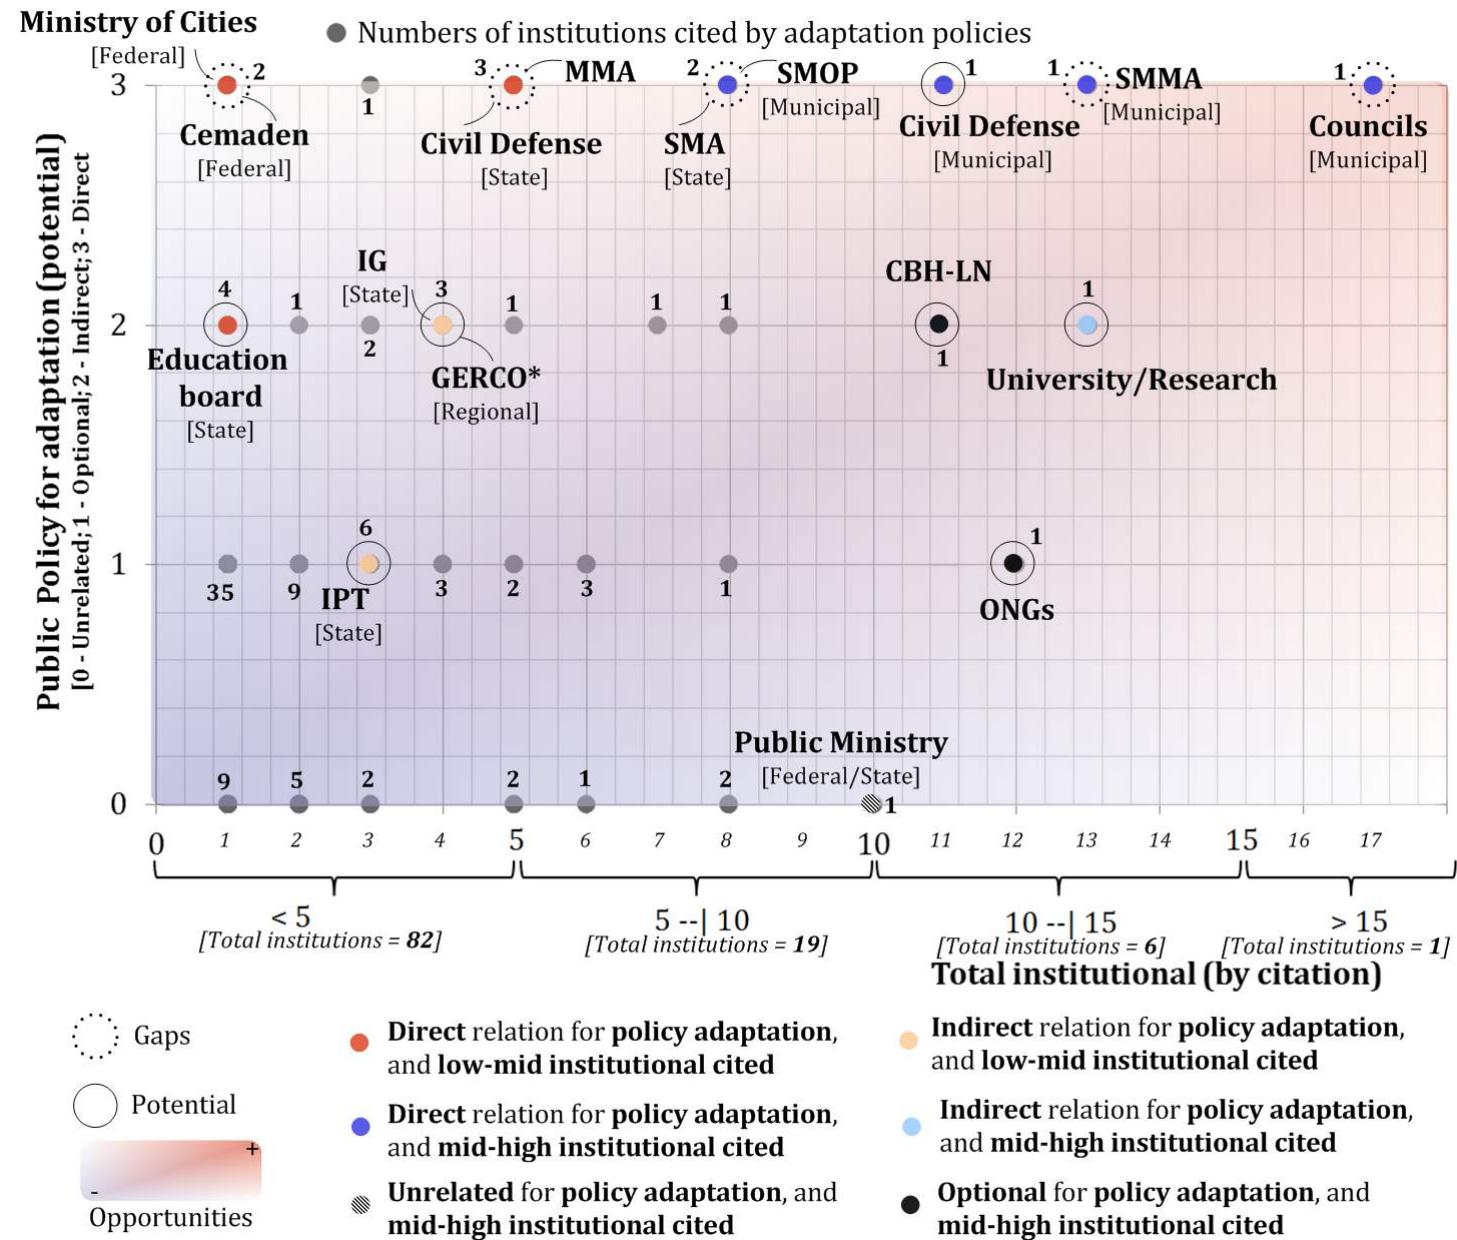 Ministry of Cities
[Federal]
Numbers of institutions cited by adaptation policies
3
2
1
3
MMA
2
SMOP
[Municipal]
1
1
SMMA
[Municipal]
1
Cemaden
[Federal]
Civil Defense
[State]
SMA
[State]
Civil Defense
[Municipal]
Councils
[Municipal]
Public Policy for adaptation (potential)
[0 - Unrelated; 1 - Optional; 2 - Indirect; 3 - Direct
IG
[State]
CBH-LN
2
4
1
2
3
1
1
1
1
1
Education
board
[State]
GERCO*
[Regional]
University/Research
1
35
9
6
IPT
[State]
3
2
3
1
1
ONGs
Public Ministry
[Federal/State]
0
9
5
2
2
1
2
1
0 1 2 3 4 5 6 7 8 9 10 11 12 13 14 15 16 17
< 5
[Total institutions = 82]
5 --| 10
[Total institutions = 19]
10 --| 15
[Total institutions = 6]
> 15
[Total institutions = 1]
Total institutional (by citation)
Gaps
Potential
+
-
Opportunities
Direct relation for policy adaptation,
and low-mid institutional cited
Direct relation for policy adaptation,
and mid-high institutional cited
Unrelated for policy adaptation, and
mid-high institutional cited
Indirect relation for policy adaptation,
and low-mid institutional cited
Indirect relation for policy adaptation,
and mid-high institutional cited
Optional for policy adaptation, and
mid-high institutional cited